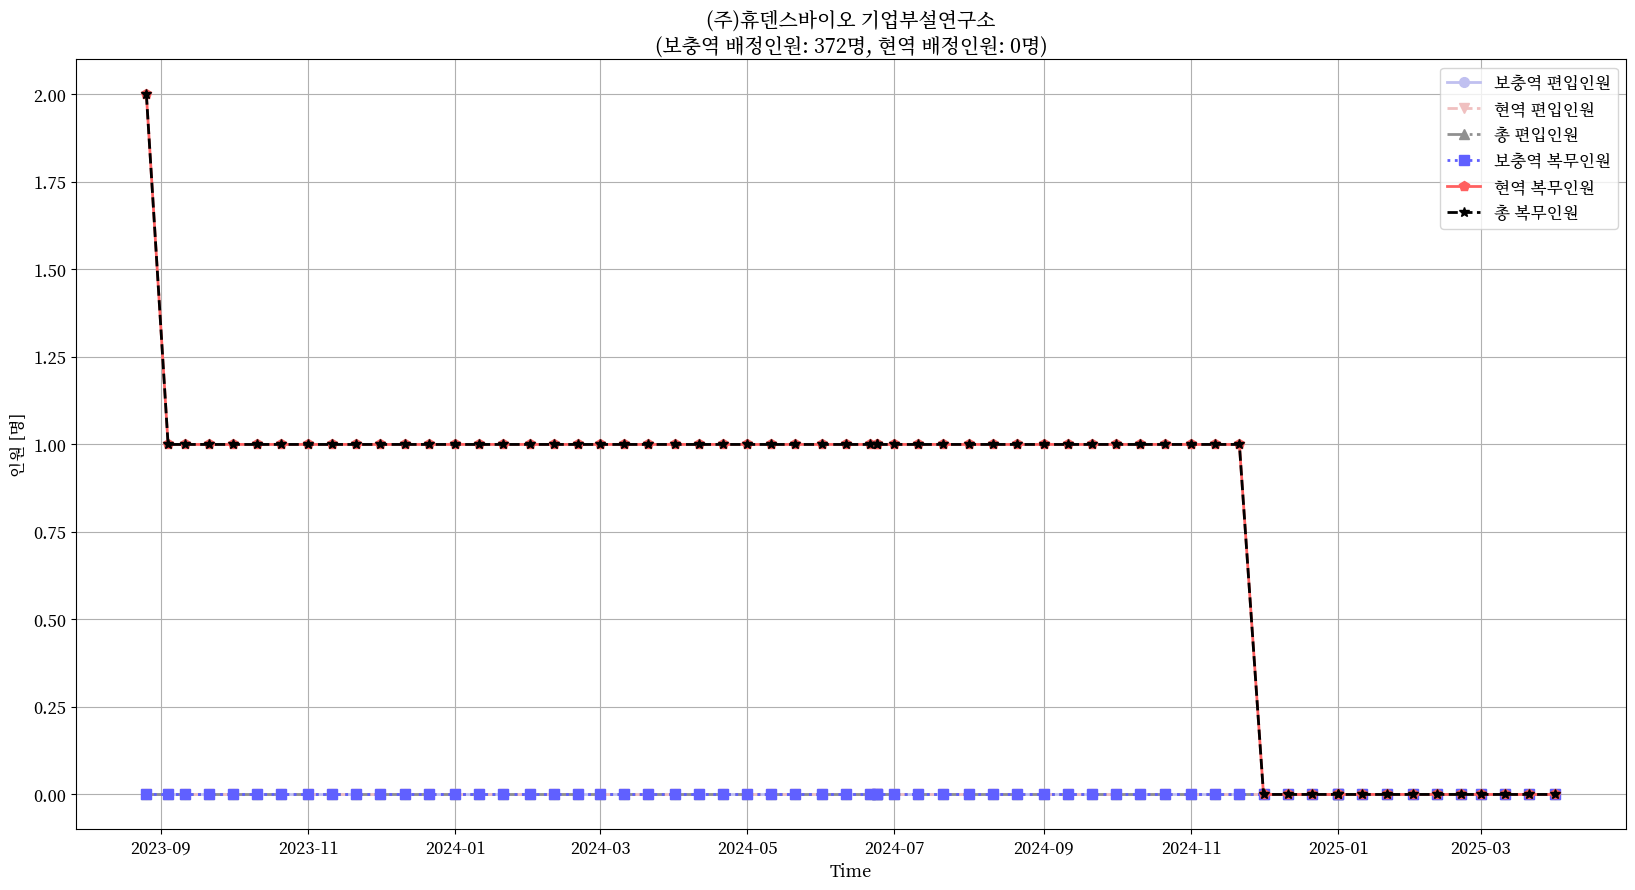 (주)휴덴스바이오 기업부설연구소
(보충역 배정인원: 372명, 현역 배정인원: 0명)
보충역 편입인원
현역 편입인원
총 편입인원
보충역 복무인원
현역 복무인원
총 복무인원
인원 [명]
2.00
1.75
1.50
1.25
1.00
0.75
0.50
0.25
0.00
2023-09
2023-11
2024-01
2024-03
2024-05
2024-07
2024-09
2024-11
2025-01
2025-03
Time